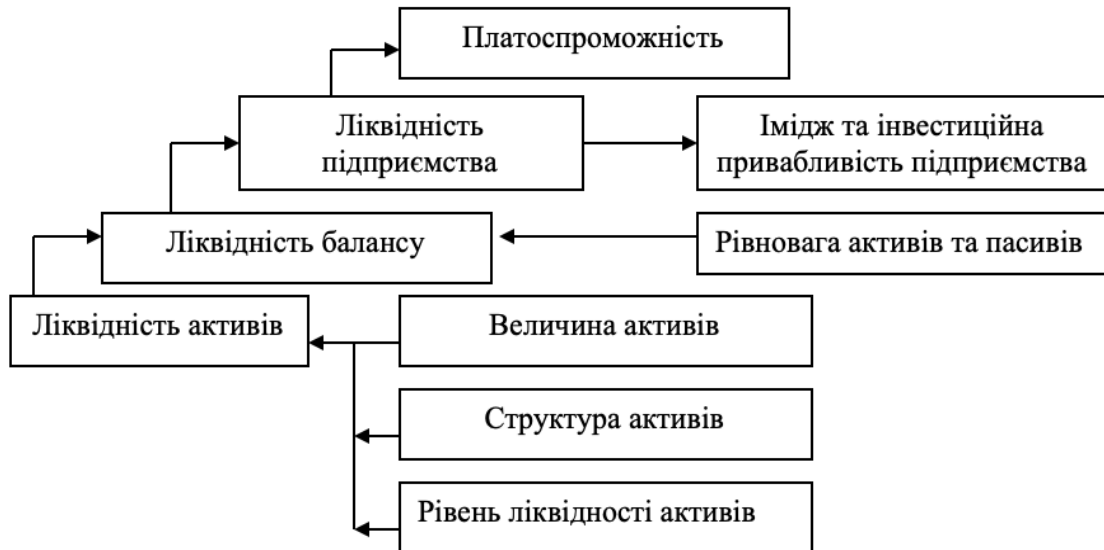 Платоспроможність
Ліквідність
підприємства
Імідж та інвестиційна
привабливість підприємства
Ліквідність балансу
Рівновага активів та пасивів
Ліквідність активів
Величина активів
Структура активів
Рівень ліквідності активів